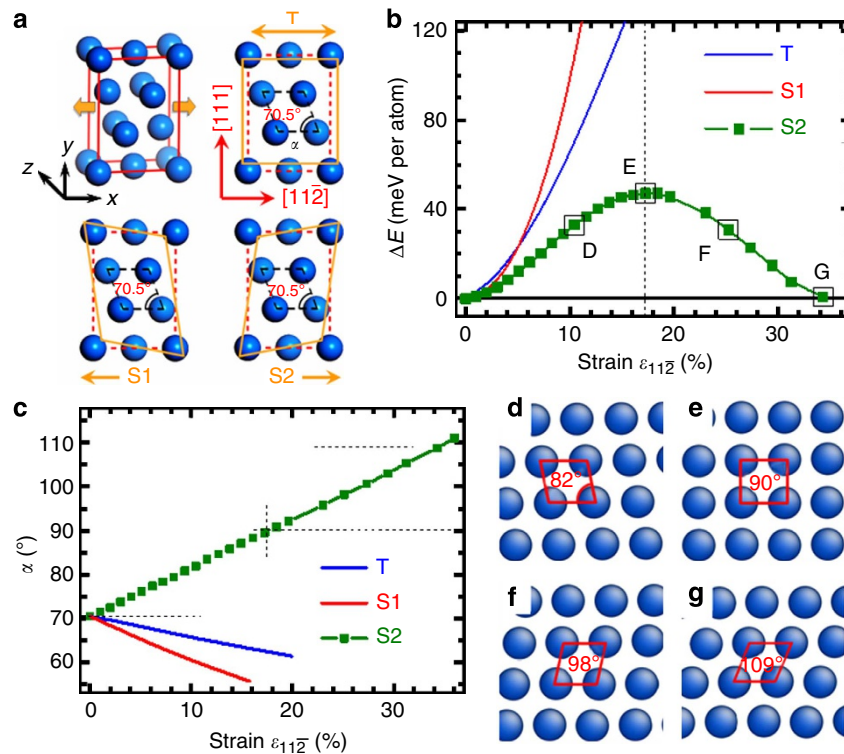 a
T
70.5°
α
[111]
[112̅]
y
z
x
70.5°
S1
70.5°
S2
b
120
80
40
0
ΔE (meV per atom)
T
S1
S2
D
E
F
G
0 10 20 30
Strain ε112̅ (%)
c
110
100
90
80
70
60
α (°)
T
S1
S2
0 10 20 30
Strain ε112̅ (%)
d
82°
e
90°
f
98°
g
109°